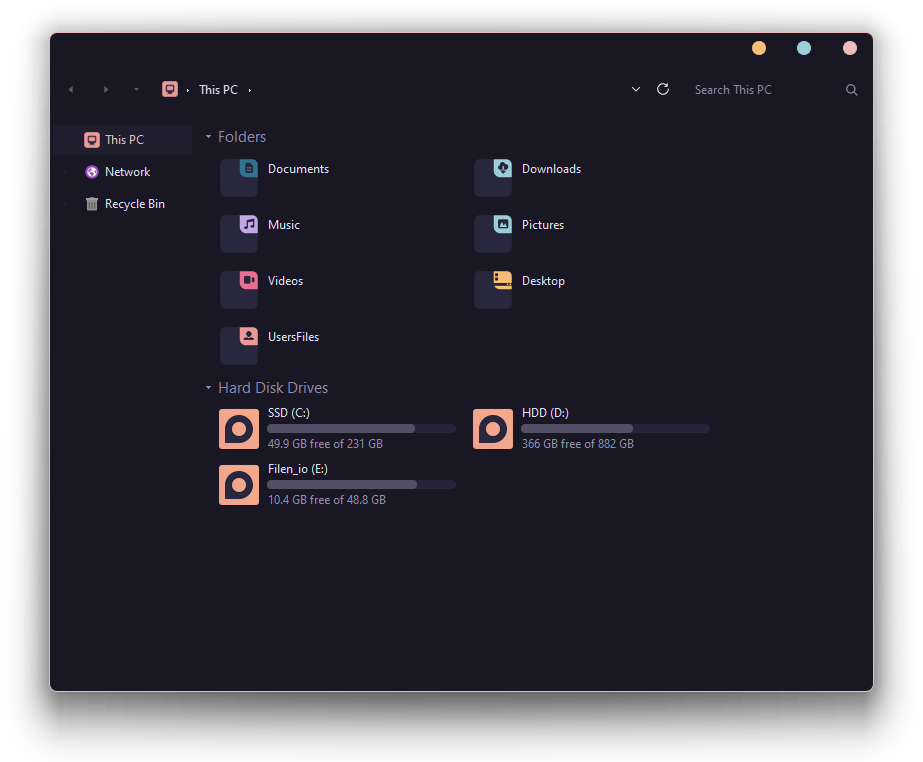 This PC
Search This PC
This PC
Network
Recycle Bin
Folders
Documents
Downloads
Music
Pictures
Videos
Desktop
UsersFiles
Hard Disk Drives
SSD (C:)
49.9 GB free of 231 GB
HDD (D:)
366 GB free of 882 GB
Filen_io (E:)
10.4 GB free of 48.8 GB